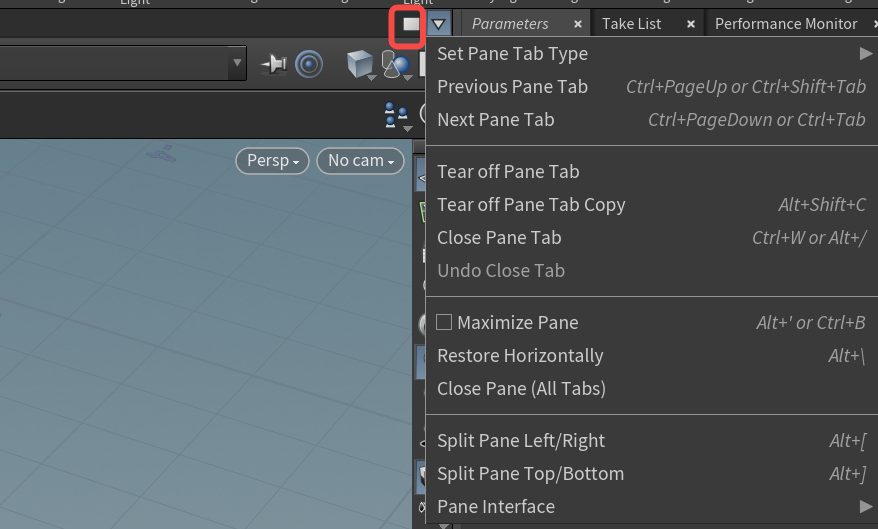 Light
Light
Parameters
Take List
Performance Monitor
Set Pane Tab Type
Previous Pane Tab Ctrl+PageUp or Ctrl+Shift+Tab
Next Pane Tab Ctrl+PageDown or Ctrl+Tab
Persp
No cam
Tear off Pane Tab
Tear off Pane Tab Copy Alt+Shift+C
Close Pane Tab Ctrl+W or Alt+/
Undo Close Tab
Maximize Pane Alt+' or Ctrl+B
Restore Horizontally Alt+\
Close Pane (All Tabs)
Split Pane Left/Right Alt+[
Split Pane Top/Bottom Alt+]
Pane Interface